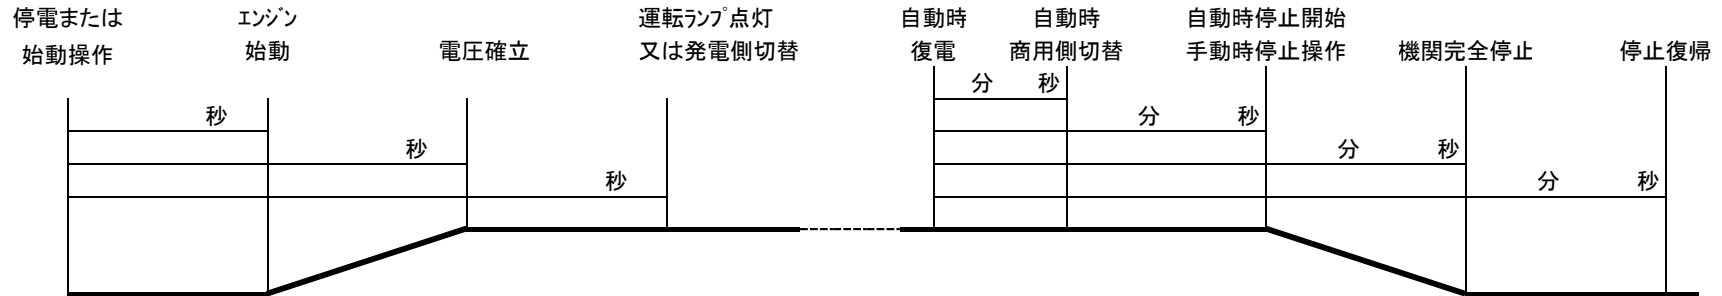 停電または
始動操作
ｴﾝｼﾞﾝ
始動
電圧確立
運転ﾗﾝﾌﾟ点灯
又は発電側切替
自動時
復電
自動時
商用側切替
自動時停止開始
手動時停止操作
機関完全停止
停止復帰
秒
秒
秒
分 秒
分 秒
分 秒
分 秒